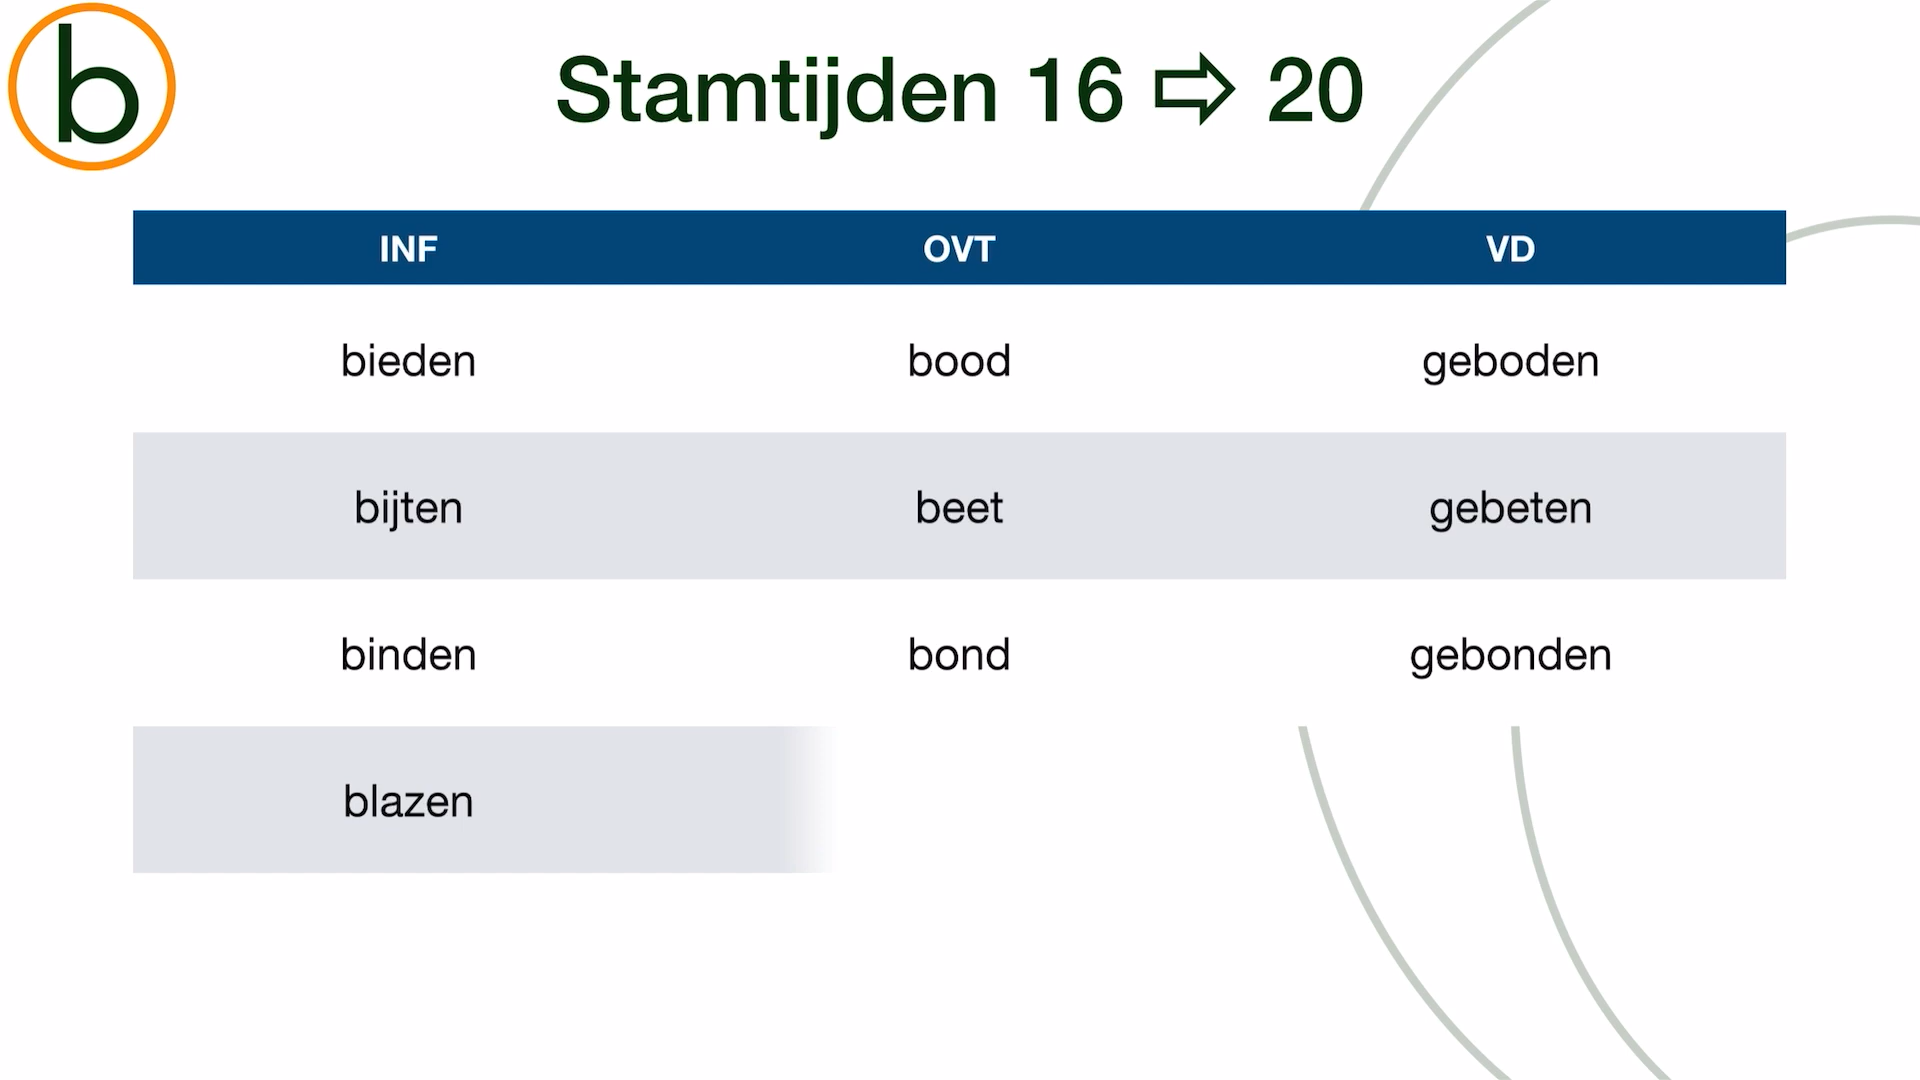 b
Stamtijden 16 ⇨ 20
INF OVT VD
bieden bood geboden
bijten beet gebeten
binden bond gebonden
blazen